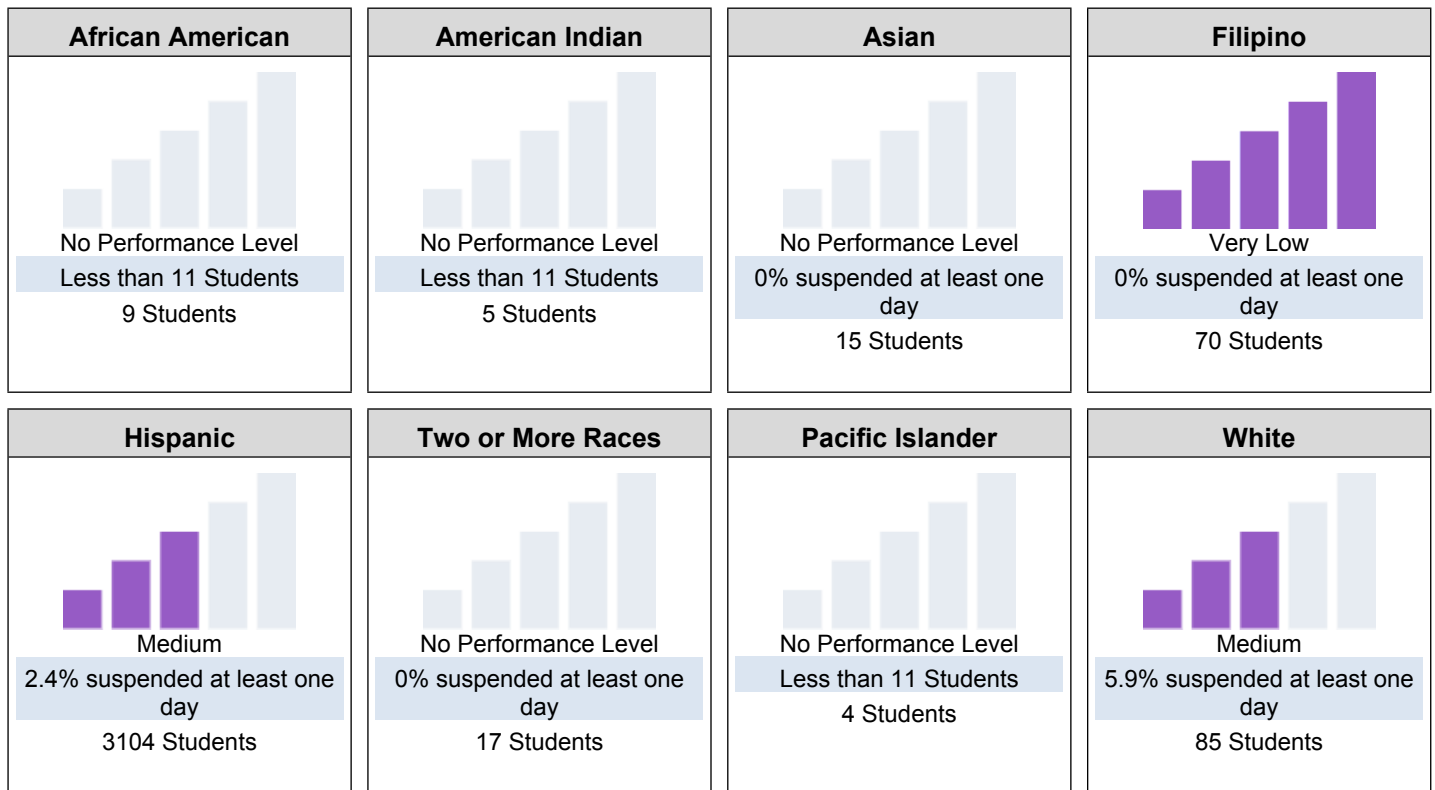 African American
No Performance Level
Less than 11 Students
9 Students
American Indian
No Performance Level
Less than 11 Students
5 Students
Asian
No Performance Level
0% suspended at least one
day
15 Students
Filipino
Very Low
0% suspended at least one
day
70 Students
Hispanic
Medium
2.4% suspended at least one
day
3104 Students
Two or More Races
No Performance Level
0% suspended at least one
day
17 Students
Pacific Islander
No Performance Level
Less than 11 Students
4 Students
White
Medium
5.9% suspended at least one
day
85 Students